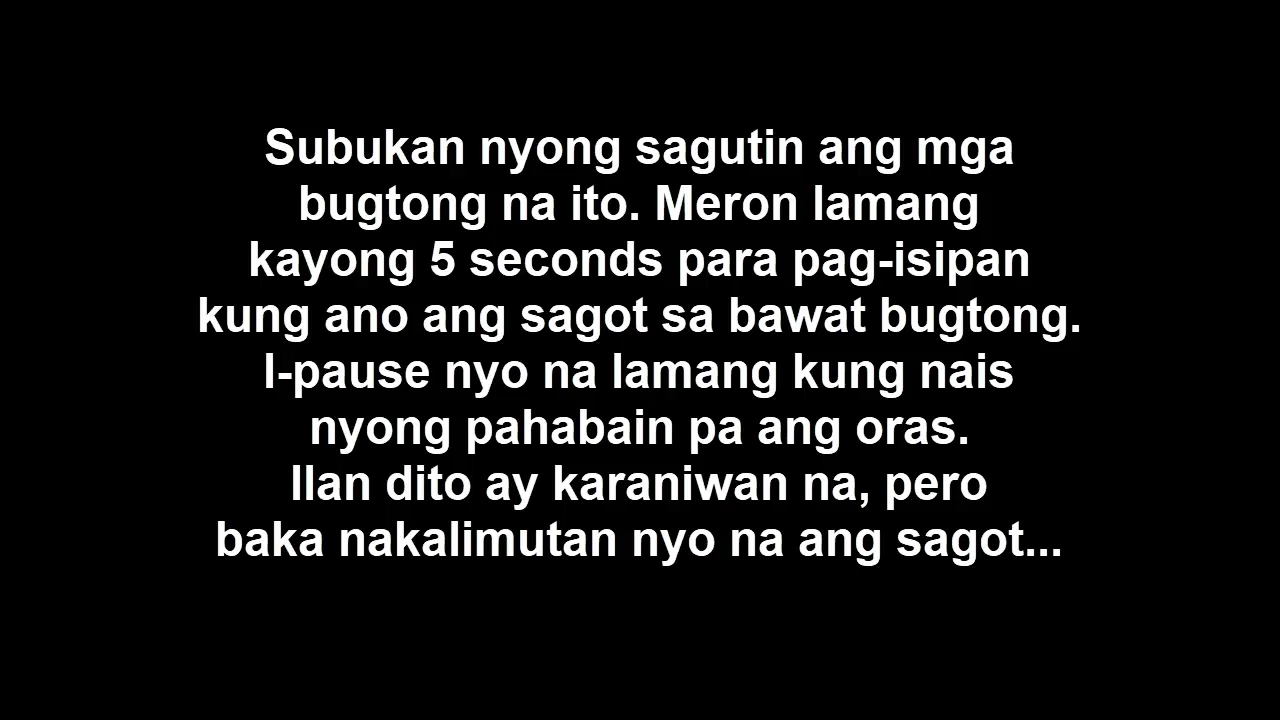 Subukan nyong sagutin ang mga
bugtong na ito. Meron lamang
kayong 5 seconds para pag-isipan
kung ano ang sagot sa bawat bugtong.
I-pause nyo na lamang kung nais
nyong pahabain pa ang oras.
Ilan dito ay karaniwan na, pero
baka nakalimutan nyo na ang sagot...